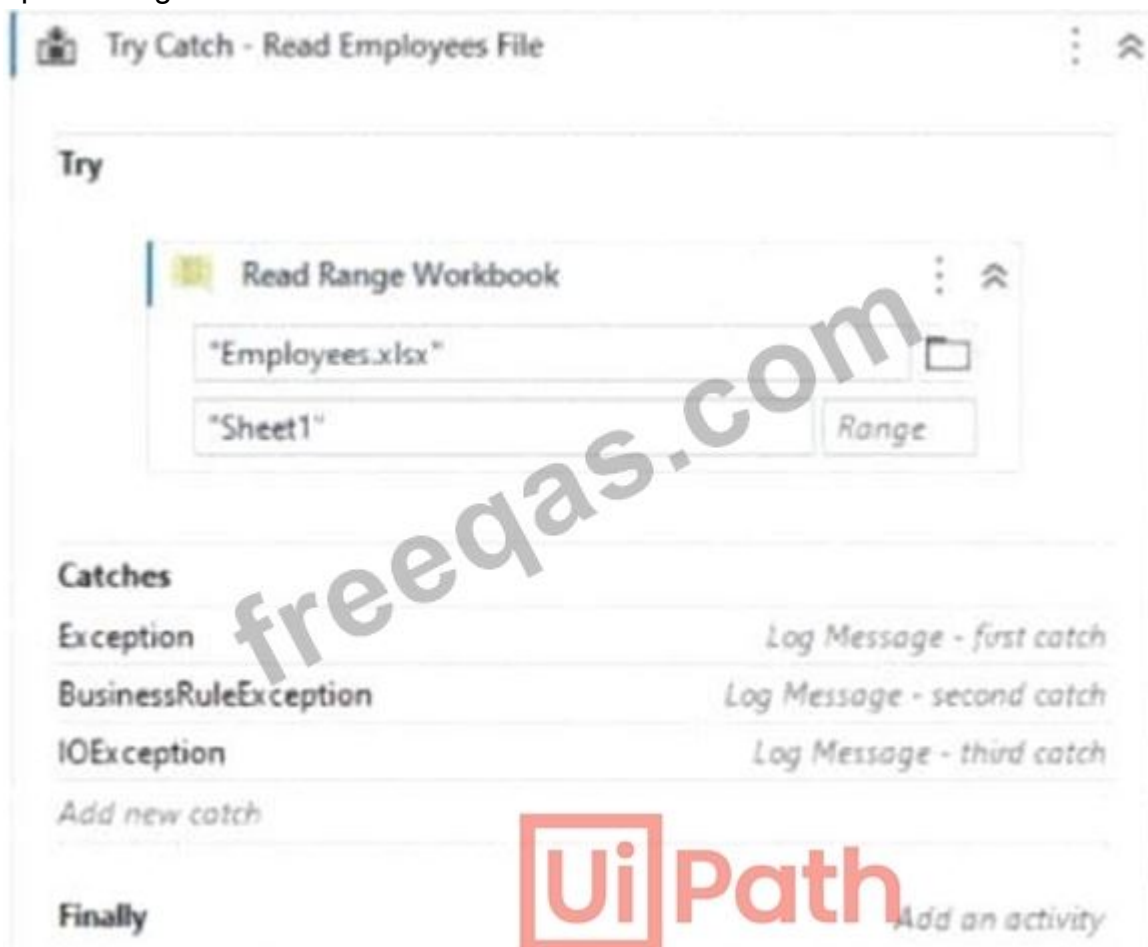 Try Catch - Read Employees File
Try
Read Range Workbook
"Employees.xlsx"
"Sheet1" Range
freeqas.com
Catches
Exception Log Message - first catch
BusinessRuleException Log Message - second catch
IOException Log Message - third catch
Add new catch
UiPath
Finally Add an activity